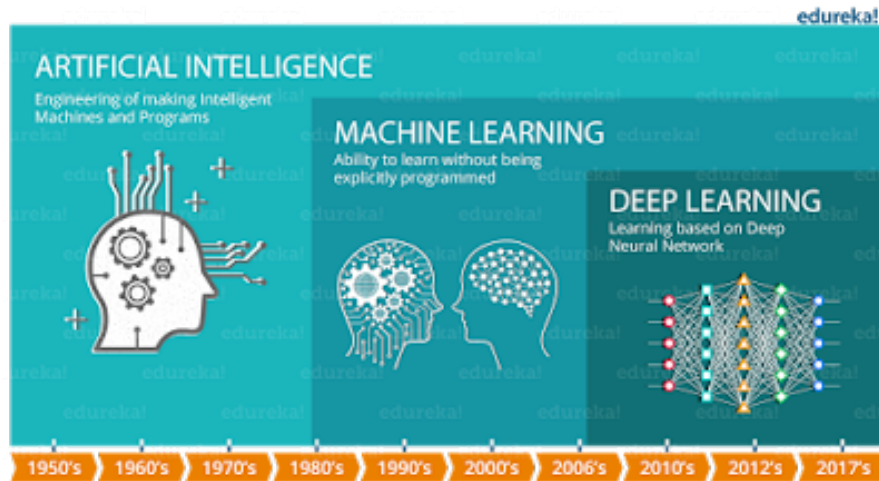 edureka!
ARTIFICIAL INTELLIGENCE
Engineering of making Intelligent
Machines and Programs
MACHINE LEARNING
Ability to learn without being
explicitly programmed
DEEP LEARNING
Learning based on Deep
Neural Network
1950's 1960's 1970's 1980's 1990's 2000's 2006's 2010's 2012's 2017's